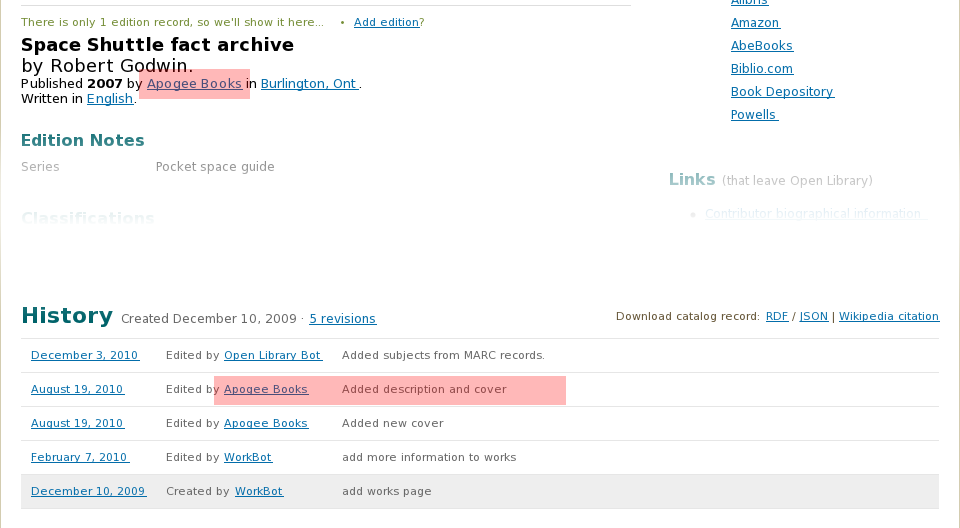 There is only 1 edition record, so we'll show it here... • Add edition?
Space Shuttle fact archive
by Robert Godwin.
Published 2007 by Apogee Books in Burlington, Ont.
Written in English.
Edition Notes
Series Pocket space guide
Classifications
Alibris
Amazon
AbeBooks
Biblio.com
Book Depository
Powells
Links (that leave Open Library)
• Contributor biographical information
History Created December 10, 2009 · 5 revisions
Download catalog record: RDF / JSON | Wikipedia citation
December 3, 2010 Edited by Open Library Bot Added subjects from MARC records.
August 19, 2010 Edited by Apogee Books Added description and cover
August 19, 2010 Edited by Apogee Books Added new cover
February 7, 2010 Edited by WorkBot add more information to works
December 10, 2009 Created by WorkBot add works page